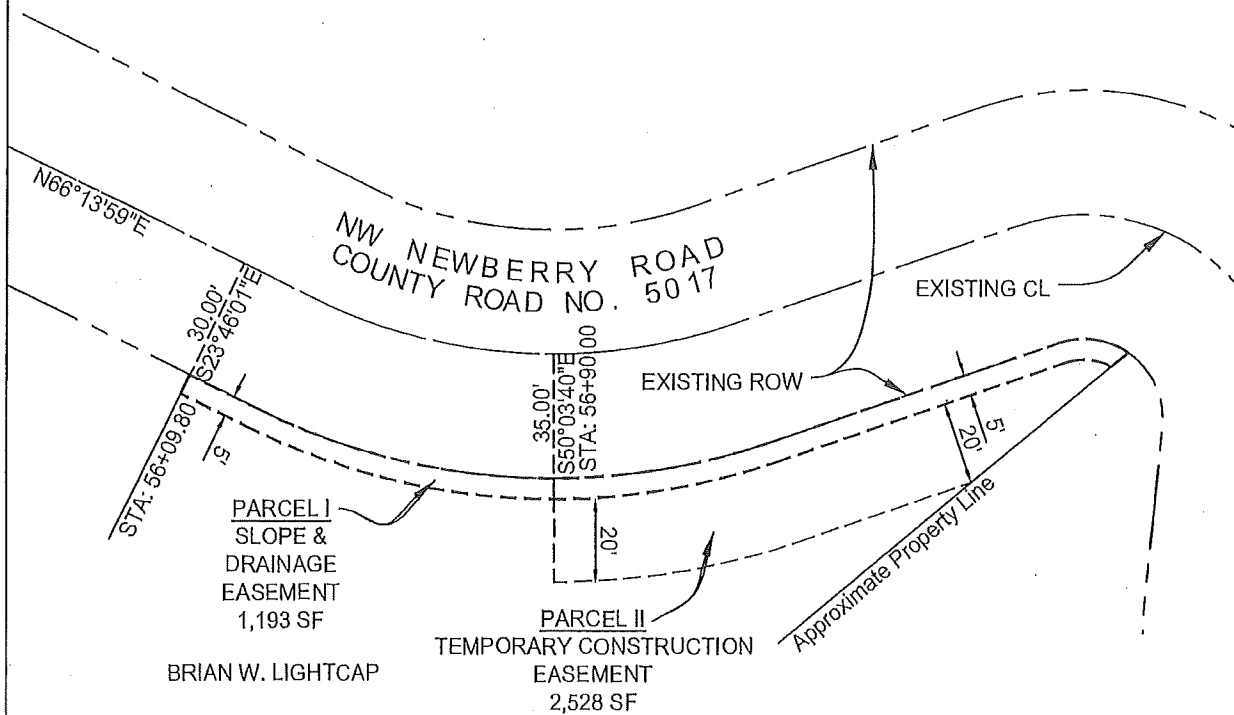 N66°13'59"E
NW NEWBERRY ROAD
COUNTY ROAD NO. 5017
30.00'
S23°46'01"E
STA: 56+09.80
5'
35.00'
S50°03'40"E
STA: 56+90.00
EXISTING CL
EXISTING ROW
5'
20'
20'
Approximate Property Line
PARCEL I
SLOPE &
DRAINAGE
EASEMENT
1,193 SF
BRIAN W. LIGHTCAP
PARCEL II
TEMPORARY CONSTRUCTION
EASEMENT
2,528 SF